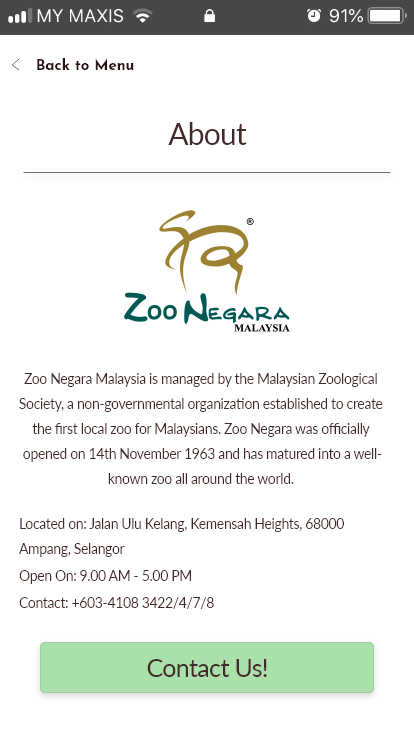 MY MAXIS 91%
Back to Menu
About
®
Zoo Negara
MALAYSIA
Zoo Negara Malaysia is managed by the Malaysian Zoological
Society, a non-governmental organization established to create
the first local zoo for Malaysians. Zoo Negara was officially
opened on 14th November 1963 and has matured into a well-
known zoo all around the world.
Located on: Jalan Ulu Kelang, Kemensah Heights, 68000
Ampang, Selangor
Open On: 9.00 AM - 5.00 PM
Contact: +603-4108 3422/4/7/8
Contact Us!